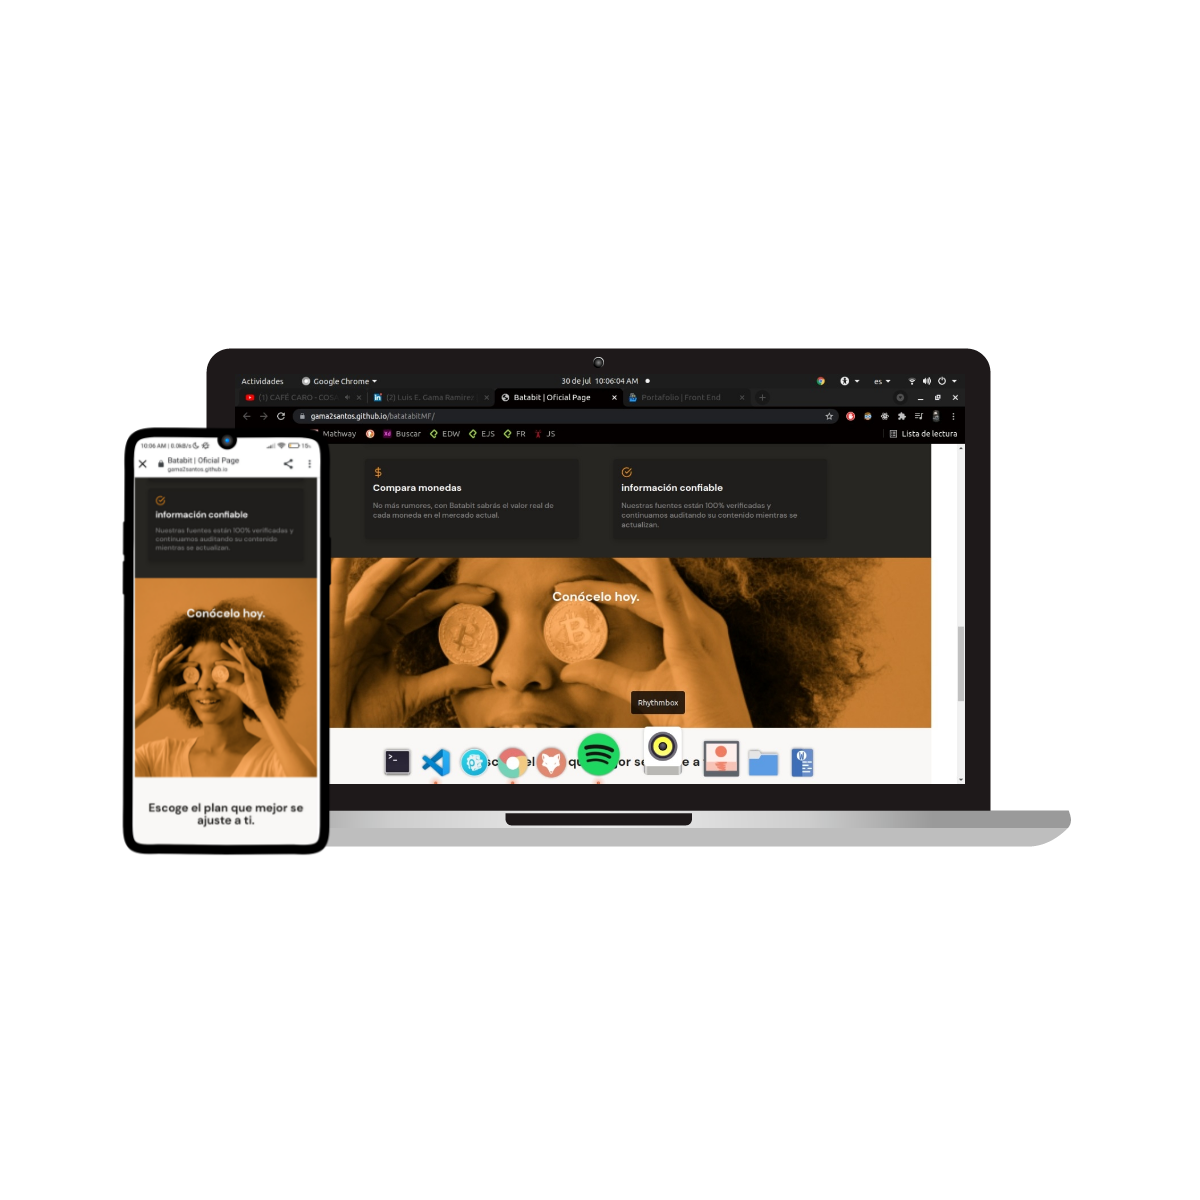 Actividades
Google Chrome
30 de jul 10:06:04 AM
es
(1) CAFÉ CARO - COS
(2) Luis E. Gama Ramirez
Batabit | Oficial Page
Portafolio | Front End
gama2santos.github.io/batatabitMF/
Mathway
Buscar
EDW
EJS
FR
JS
Lista de lectura
Compara monedas
No más rumores, con Batabit sabrás el valor real de
cada moneda en el mercado actual.
información confiable
Nuestras fuentes están 100% verificadas y
continuamos auditando su contenido mientras se
actualizan.
Conócelo hoy.
Rhythmbox
10:06 AM | 0.0kB/s
Batabit | Oficial Page
gama2santos.github.io
información confiable
Nuestras fuentes están 100% verificadas y
continuamos auditando su contenido
mientras se actualizan.
Conócelo hoy.
Escoge el plan que mejor se
ajuste a ti.